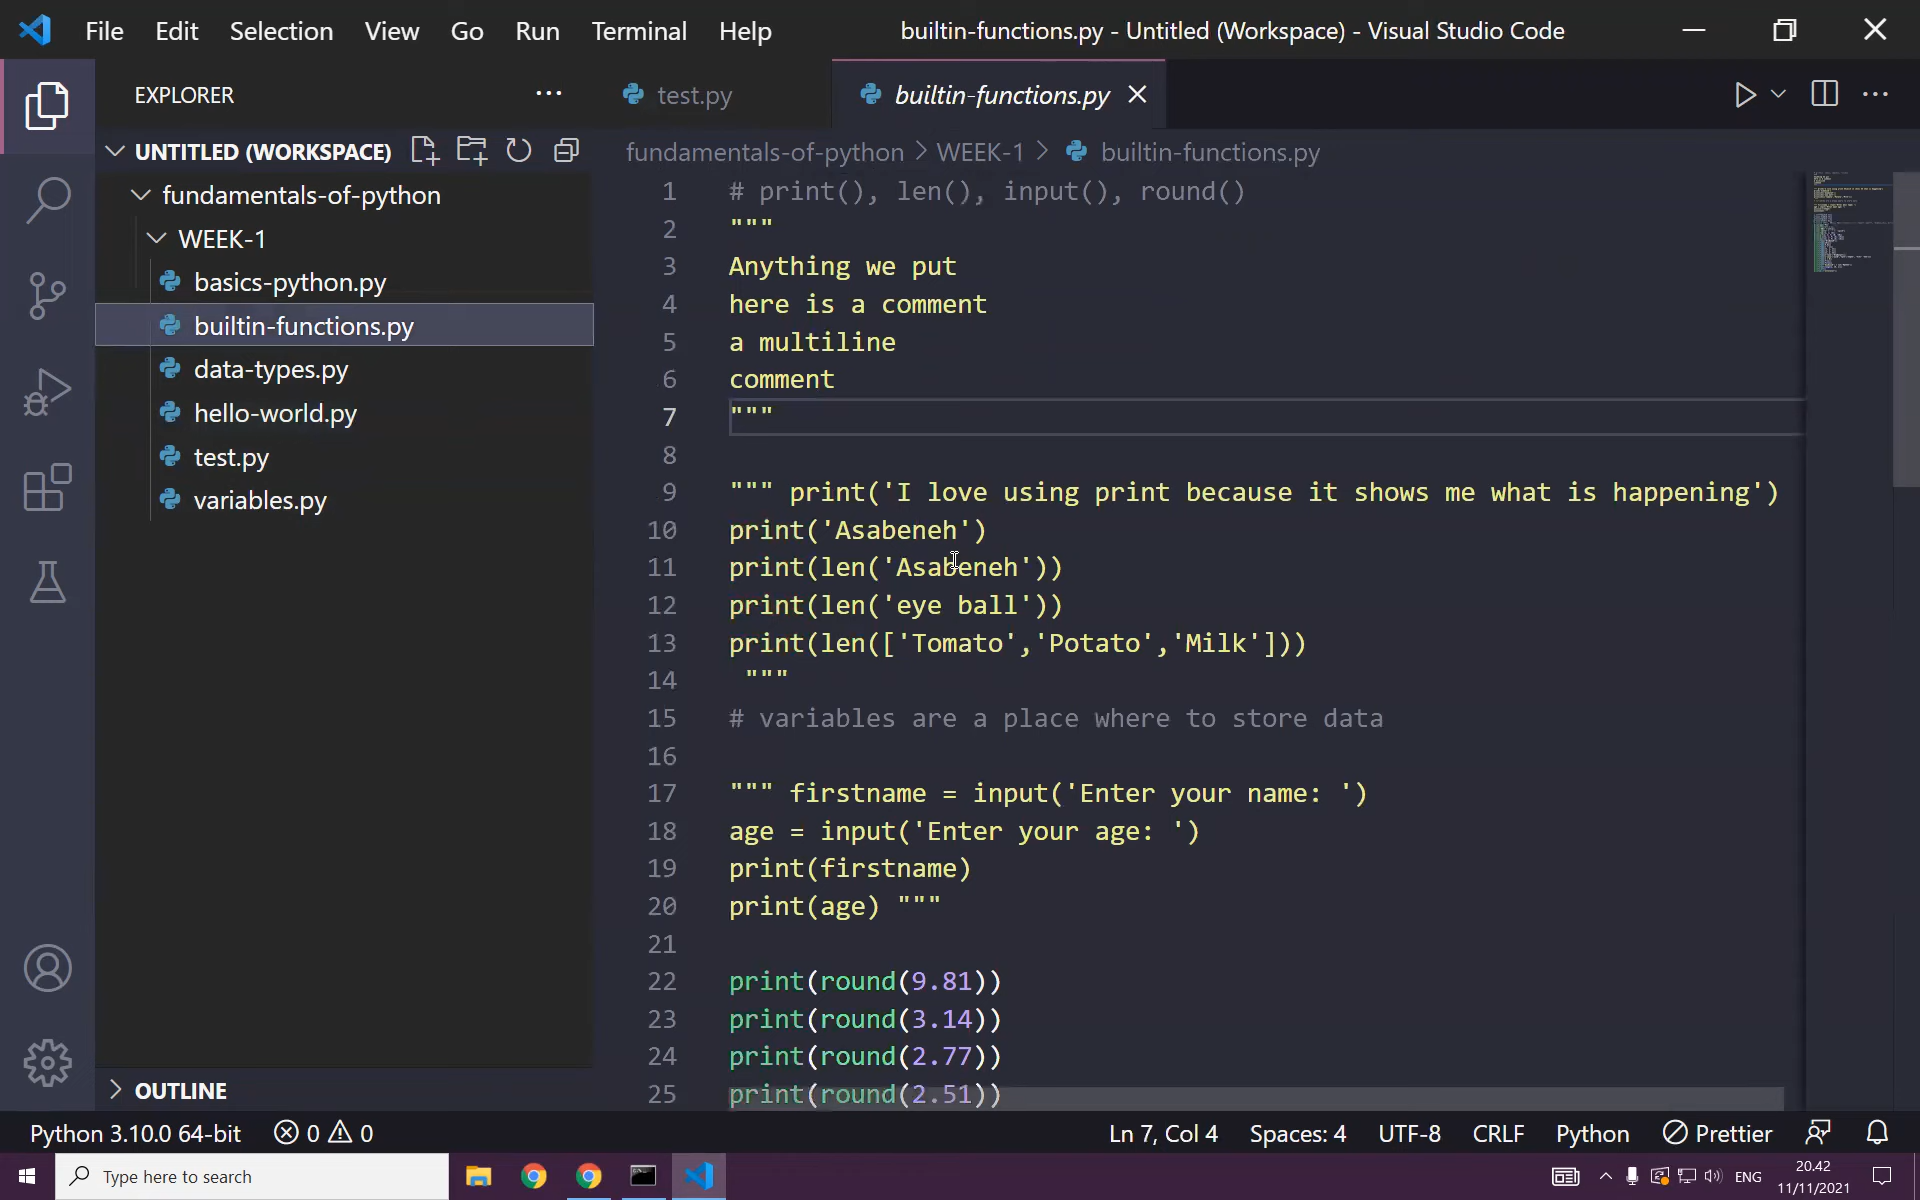 File Edit Selection View Go Run Terminal Help builtin-functions.py - Untitled (Workspace) - Visual Studio Code
EXPLORER
test.py
builtin-functions.py
UNTITLED (WORKSPACE)
fundamentals-of-python
WEEK-1
basics-python.py
builtin-functions.py
data-types.py
hello-world.py
test.py
variables.py
OUTLINE
fundamentals-of-python > WEEK-1 > builtin-functions.py
1 # print(), len(), input(), round()
2 """
3 Anything we put
4 here is a comment
5 a multiline
6 comment
7 """
8
9 """ print('I love using print because it shows me what is happening')
10 print('Asabeneh')
11 print(len('Asabeneh'))
12 print(len('eye ball'))
13 print(len(['Tomato','Potato','Milk']))
14  """
15 # variables are a place where to store data
16
17 """ firstname = input('Enter your name: ')
18 age = input('Enter your age: ')
19 print(firstname)
20 print(age) """
21
22 print(round(9.81))
23 print(round(3.14))
24 print(round(2.77))
25 print(round(2.51))
Python 3.10.0 64-bit 0 0 Ln 7, Col 4 Spaces: 4 UTF-8 CRLF Python Prettier
Type here to search
ENG
20.42
11/11/2021